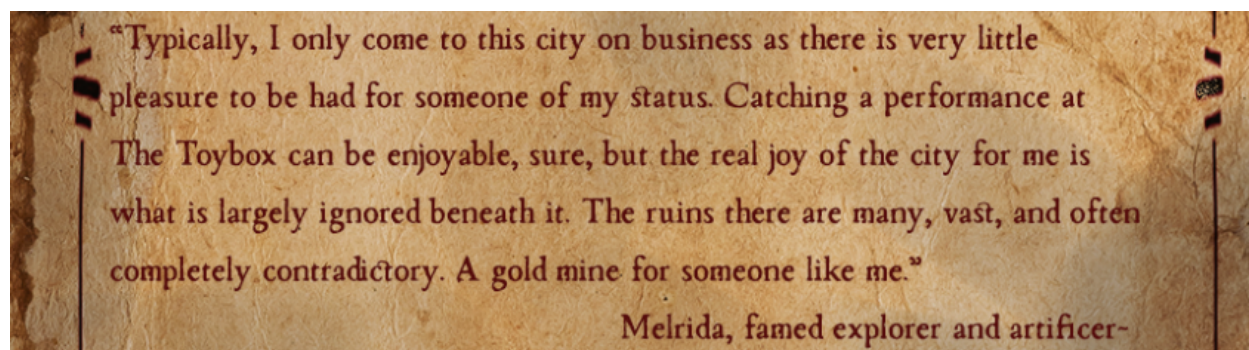 “Typically, I only come to this city on business as there is very little
pleasure to be had for someone of my status. Catching a performance at
The Toybox can be enjoyable, sure, but the real joy of the city for me is
what is largely ignored beneath it. The ruins there are many, vast, and often
completely contradictory. A gold mine for someone like me.”
Melrida, famed explorer and artificer~